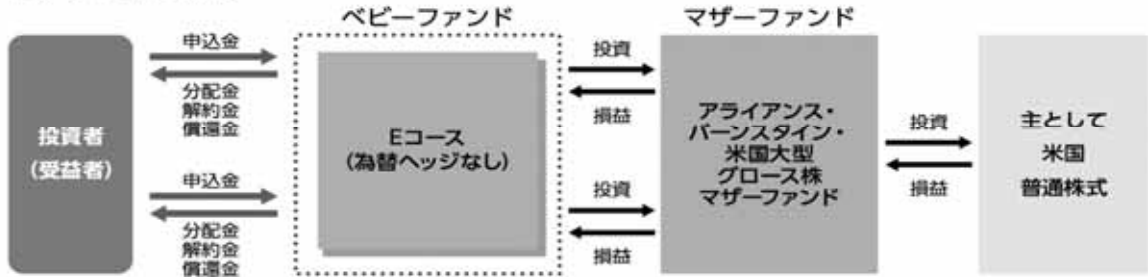 ベビーファンド
マザーファンド
投資者
(受益者)
申込金
分配金
解約金
償還金
申込金
分配金
解約金
償還金
Eコース
(為替ヘッジなし)
投資
損益
投資
損益
アライアンス・
バーンスタイン・
米国大型
グロース株
マザーファンド
投資
損益
主として
米国
普通株式